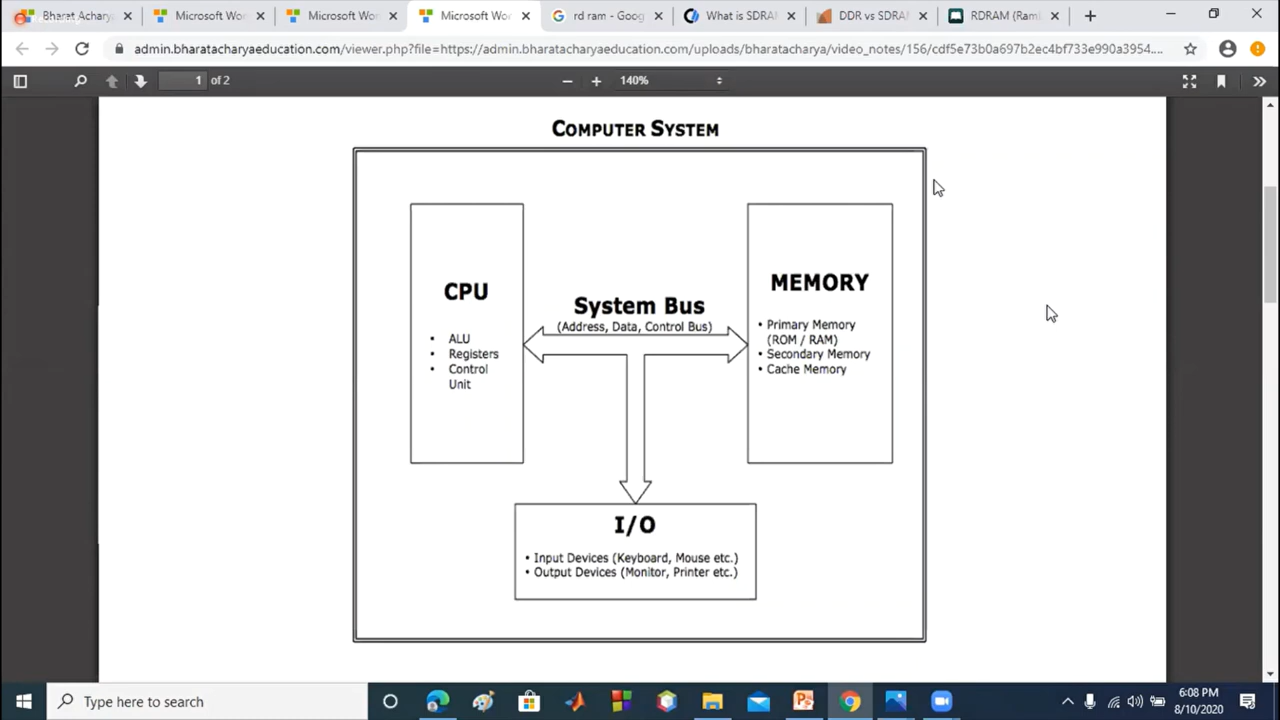 Bharat Acharya
Microsoft Wo
Microsoft Wo
Microsoft Wo
rd ram - Goog
What is SDRA
DDR vs SDRA
RDRAM (Ram
admin.bharatacharyaeducation.com/viewer.php?file=https://admin.bharatacharyaeducation.com/uploads/bharatacharya/video_notes/156/cdf5e73b0a697b2ec4bf733e990a3954....
1 of 2
140%
COMPUTER SYSTEM
CPU
• ALU
• Registers
• Control
Unit
System Bus
(Address, Data, Control Bus)
MEMORY
• Primary Memory
(ROM / RAM)
• Secondary Memory
• Cache Memory
I/O
• Input Devices (Keyboard, Mouse etc.)
• Output Devices (Monitor, Printer etc.)
Type here to search
6:08 PM
8/10/2020